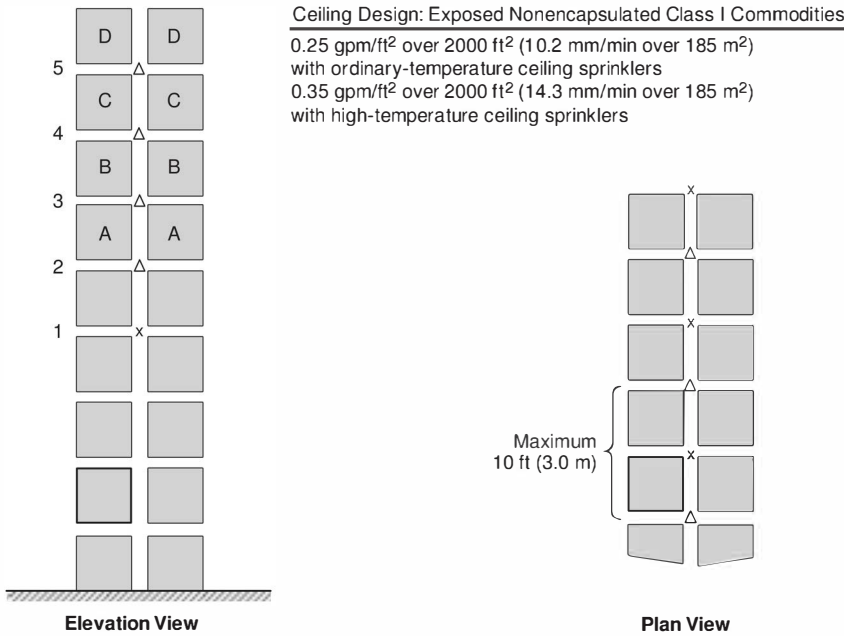 Ceiling Design: Exposed Nonencapsulated Class I Commodities
0.25 gpm/ft² over 2000 ft² (10.2 mm/min over 185 m²)
with ordinary-temperature ceiling sprinklers
0.35 gpm/ft² over 2000 ft² (14.3 mm/min over 185 m²)
with high-temperature ceiling sprinklers
D D
5 △
C C
4 △
B B
3 △
A A
2 △
1 x
Elevation View
x
△
x
△
Maximum
10 ft (3.0 m)
x
△
Plan View